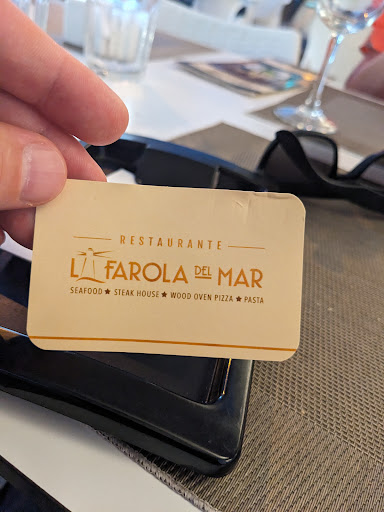 RESTAURANTE
LA FAROLA DEL MAR
SEAFOOD ★ STEAK HOUSE ★ WOOD OVEN PIZZA ★ PASTA